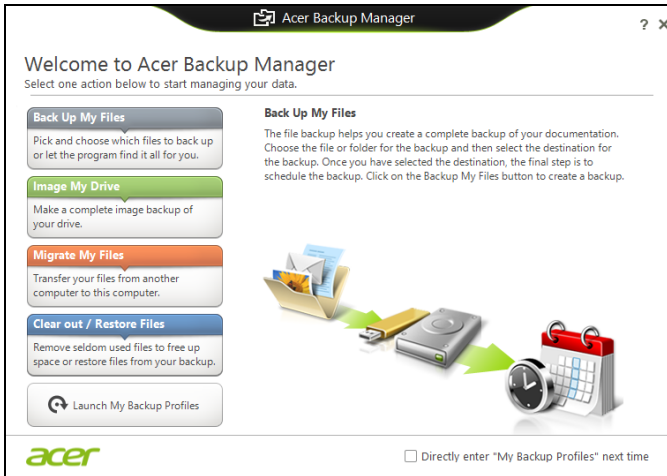 Acer Backup Manager
? X
Welcome to Acer Backup Manager
Select one action below to start managing your data.
Back Up My Files
Pick and choose which files to back up
or let the program find it all for you.
Image My Drive
Make a complete image backup of
your drive.
Migrate My Files
Transfer your files from another
computer to this computer.
Clear out / Restore Files
Remove seldom used files to free up
space or restore files from your backup.
Launch My Backup Profiles
Back Up My Files
The file backup helps you create a complete backup of your documentation.
Choose the file or folder for the backup and then select the destination for
the backup. Once you have selected the destination, the final step is to
schedule the backup. Click on the Backup My Files button to create a backup.
acer
Directly enter "My Backup Profiles" next time